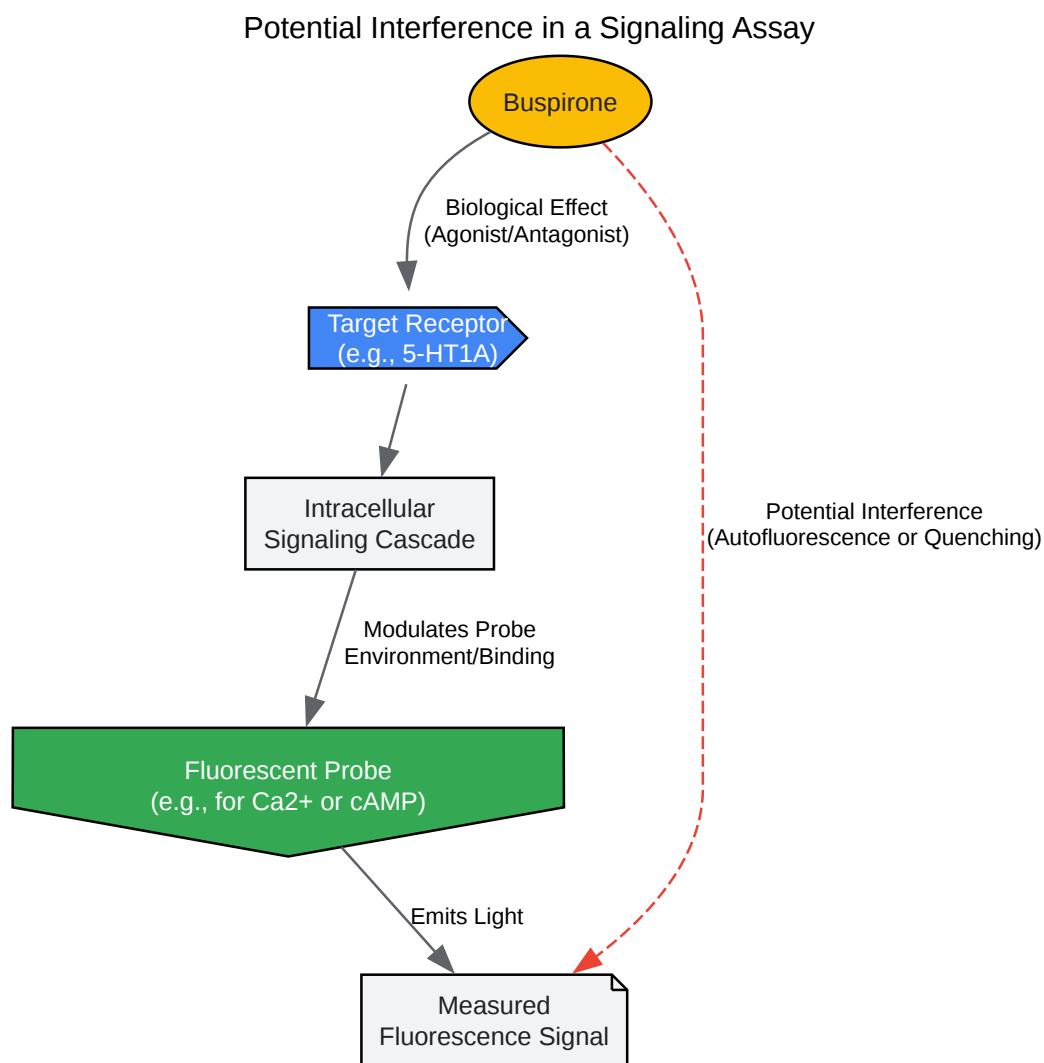 Potential Interference in a Signaling Assay
Buspirone
Biological Effect
(Agonist/Antagonist)
Target Receptor
(e.g., 5-HT1A)
Intracellular
Signaling Cascade
Potential Interference
(Autofluorescence or Quenching)
Modulates Probe
Environment/Binding
Fluorescent Probe
(e.g., for Ca2+ or cAMP)
Emits Light
Measured
Fluorescence Signal